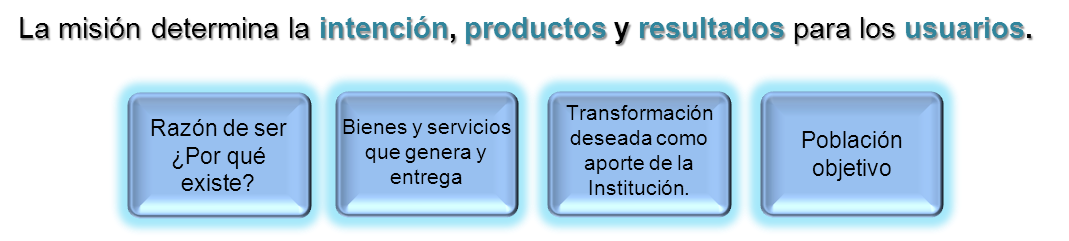 La misión determina la intención, productos y resultados para los usuarios.
Razón de ser
¿Por qué
existe?
Bienes y servicios
que genera y
entrega
Transformación
deseada como
aporte de la
Institución.
Población
objetivo